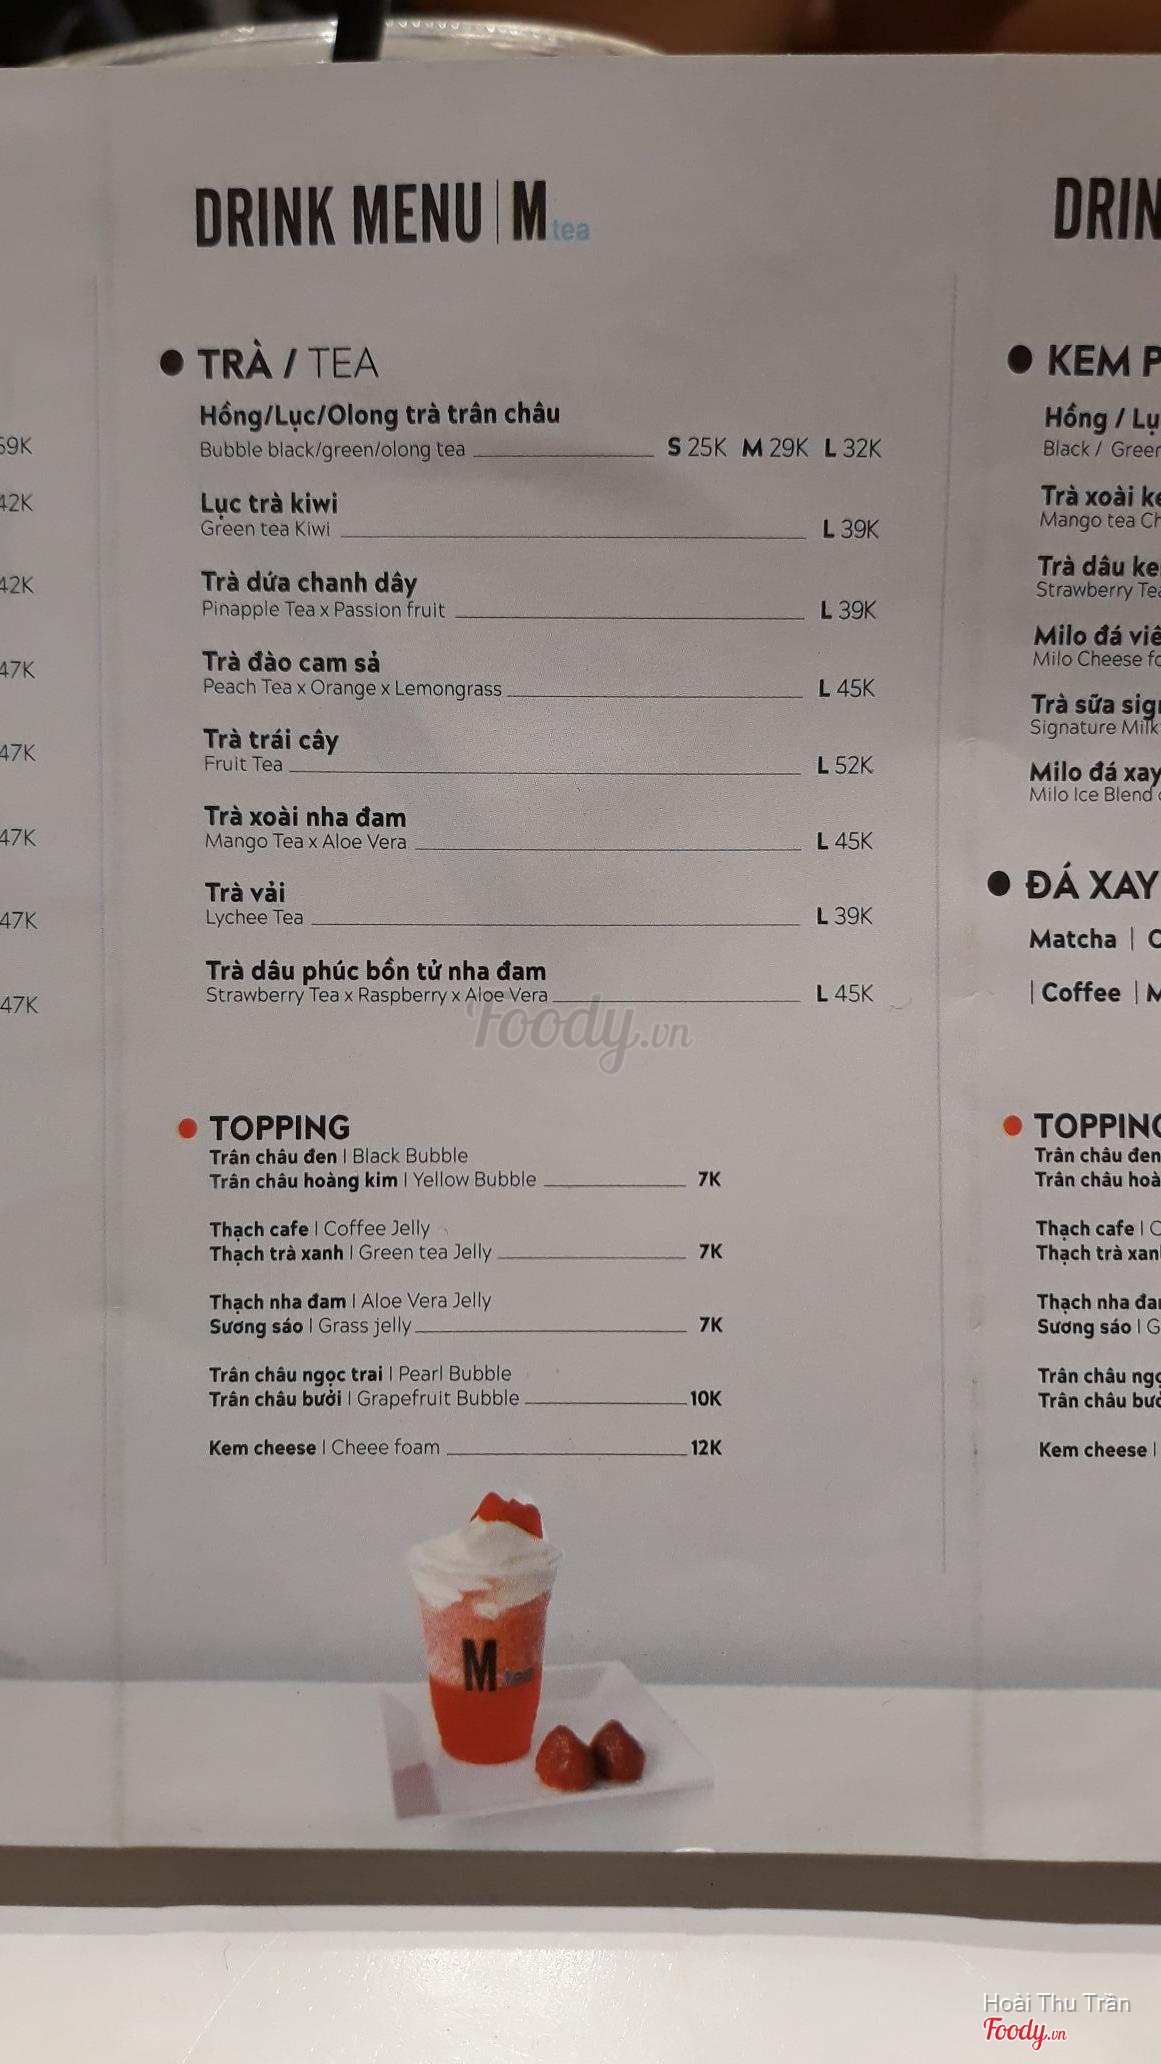 59K
42K
42K
47K
47K
47K
47K
47K
DRINK MENU | M tea
TRÀ / TEA
Hồng/Lục/Olong trà trân châu
Bubble black/green/olong tea S 25K M 29K L 32K
Lục trà kiwi
Green tea Kiwi L 39K
Trà dứa chanh dây
Pinapple Tea x Passion fruit L 39K
Trà đào cam sả
Peach Tea x Orange x Lemongrass L 45K
Trà trái cây
Fruit Tea L 52K
Trà xoài nha đam
Mango Tea x Aloe Vera L 45K
Trà vải
Lychee Tea L 39K
Trà dâu phúc bồn tử nha đam
Strawberry Tea x Raspberry x Aloe Vera L 45K
Foody.vn
TOPPING
Trân châu đen | Black Bubble
Trân châu hoàng kim | Yellow Bubble 7K
Thạch cafe | Coffee Jelly
Thạch trà xanh | Green tea Jelly 7K
Thạch nha đam | Aloe Vera Jelly
Sương sáo | Grass jelly 7K
Trân châu ngọc trai | Pearl Bubble
Trân châu bưởi | Grapefruit Bubble 10K
Kem cheese | Cheee foam 12K
M tea
DRIN
KEM P
Hồng / Lụ
Black / Green
Trà xoài ke
Mango tea Ch
Trà dâu ke
Strawberry Tea
Milo đá viê
Milo Cheese fo
Trà sữa sign
Signature Milk
Milo đá xay
Milo Ice Blend
ĐÁ XAY
Matcha | C
| Coffee | M
TOPPING
Trân châu đen
Trân châu hoà
Thạch cafe | C
Thạch trà xan
Thạch nha đa
Sương sáo | G
Trân châu ngọ
Trân châu bưở
Kem cheese |
Hoài Thu Trần
Foody.vn